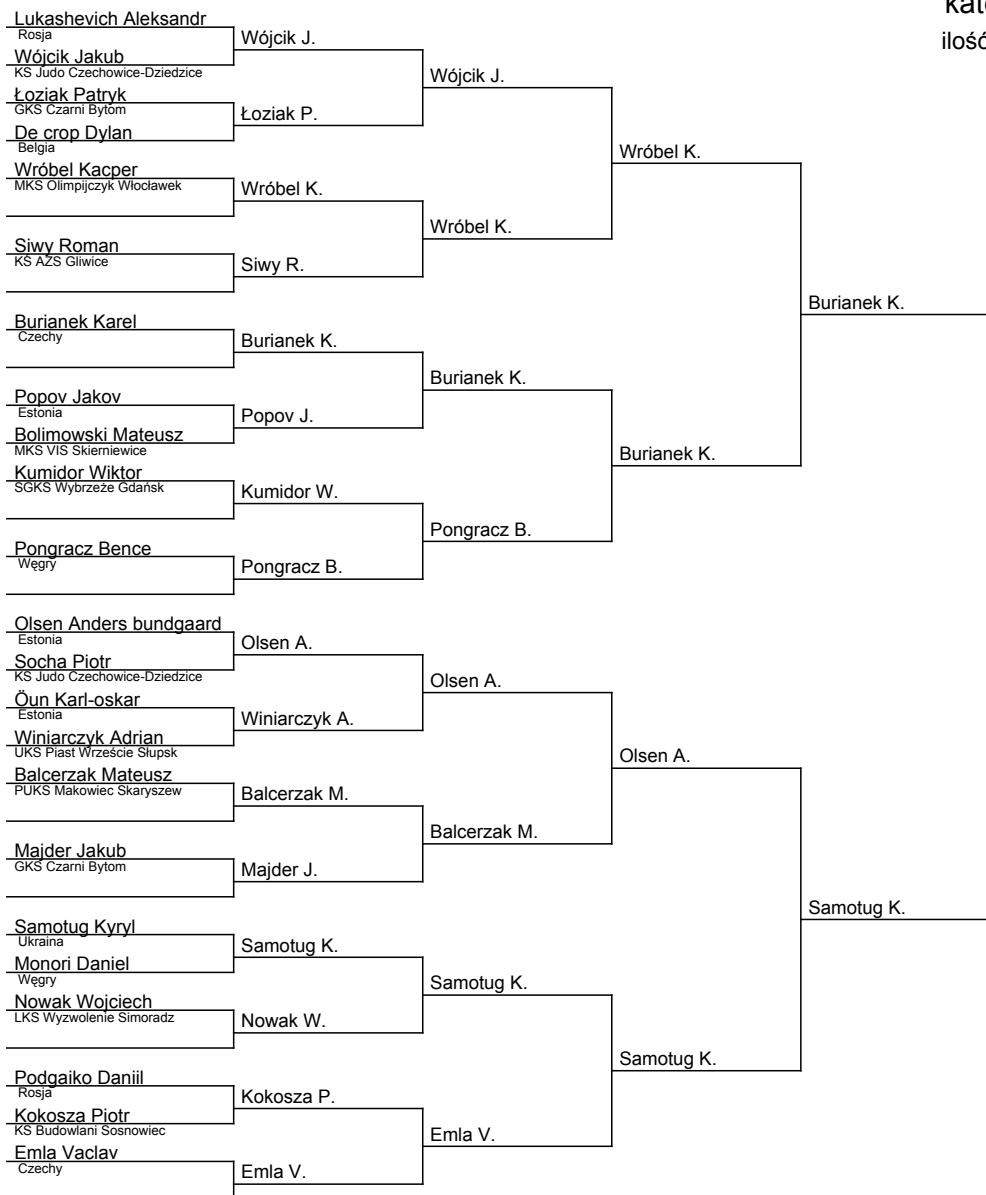 kat
ilość
Lukashevich Aleksandr
Rosja
Wójcik Jakub
KS Judo Czechowice-Dziedzice
Łoziak Patryk
GKS Czarni Bytom
De crop Dylan
Belgia
Wróbel Kacper
MKS Olimpijczyk Włocławek
Siwy Roman
KŚ AZS Gliwice
Burianek Karel
Czechy
Popov Jakov
Estonia
Bolimowski Mateusz
MKS VIS Skierniewice
Kumidor Wiktor
SGKS Wybrzeże Gdańsk
Pongracz Bence
Węgry
Olsen Anders bundgaard
Estonia
Socha Piotr
KS Judo Czechowice-Dziedzice
Öun Karl-oskar
Estonia
Winiarczyk Adrian
UKS Piast Wrzeście Słupsk
Balcerzak Mateusz
PUKS Makowiec Skaryszew
Majder Jakub
GKS Czarni Bytom
Samotug Kyryl
Ukraina
Monori Daniel
Węgry
Nowak Wojciech
LKS Wyzwolenie Simoradz
Podgaiko Daniil
Rosja
Kokosza Piotr
KS Budowlani Sosnowiec
Emla Vaclav
Czechy
Wójcik J.
Łoziak P.
Wróbel K.
Siwy R.
Burianek K.
Popov J.
Kumidor W.
Pongracz B.
Olsen A.
Winiarczyk A.
Balcerzak M.
Majder J.
Samotug K.
Nowak W.
Kokosza P.
Emla V.
Wójcik J.
Wróbel K.
Burianek K.
Pongracz B.
Olsen A.
Balcerzak M.
Samotug K.
Emla V.
Wróbel K.
Burianek K.
Olsen A.
Samotug K.
Burianek K.
Samotug K.